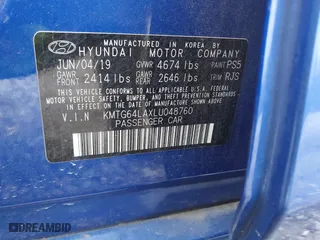 MANUFACTURED IN KOREA BY
HYUNDAI MOTOR COMPANY
JUN/04/19 GVWR 4674 lbs PAINT PS5
GAWR FRONT 2414 lbs GAWR REAR 2646 lbs TRIM RJS
THIS VEHICLE CONFORMS TO ALL APPLICABLE
FEDERAL MOTOR VEHICLE SAFETY, BUMPER, AND THEFT
PREVENTION STANDARDS IN EFFECT ON THE DATE OF
MANUFACTURE SHOWN ABOVE.
V.I.N KMTG64LAXLU048760
PASSENGER CAR
DREAMBID